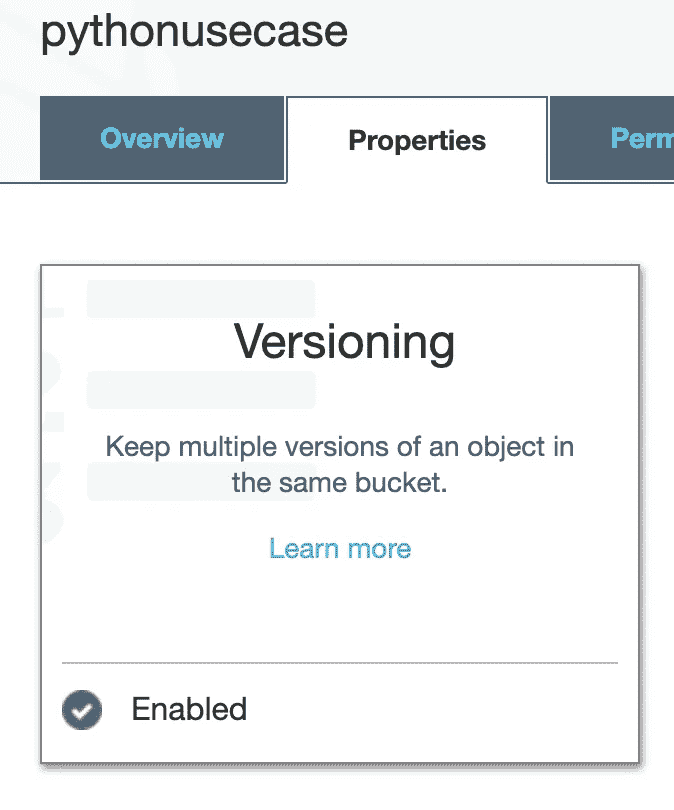 pythonusecase
Overview
Properties
Perm
Versioning
Keep multiple versions of an object in
the same bucket.
Learn more
Enabled